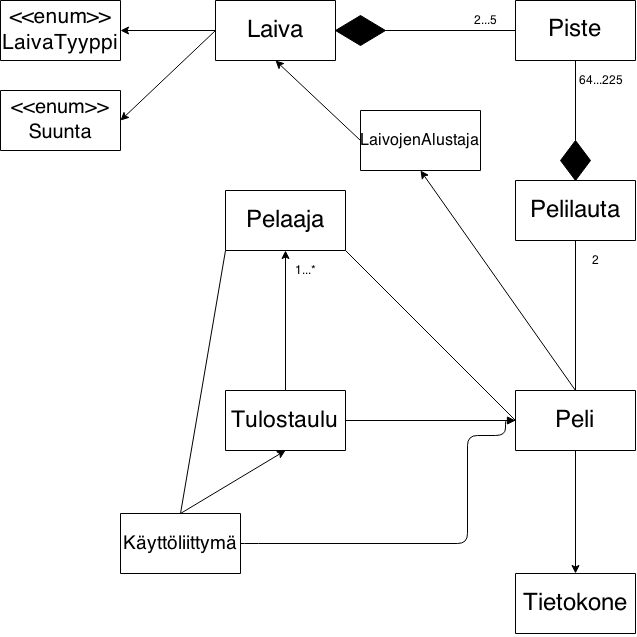 <<enum>>
LaivaTyyppi
Laiva
2...5
Piste
64...225
<<enum>>
Suunta
LaivojenAlustaja
Pelaaja
Pelilauta
1...*
2
Tulostaulu
Peli
Käyttöliittymä
Tietokone